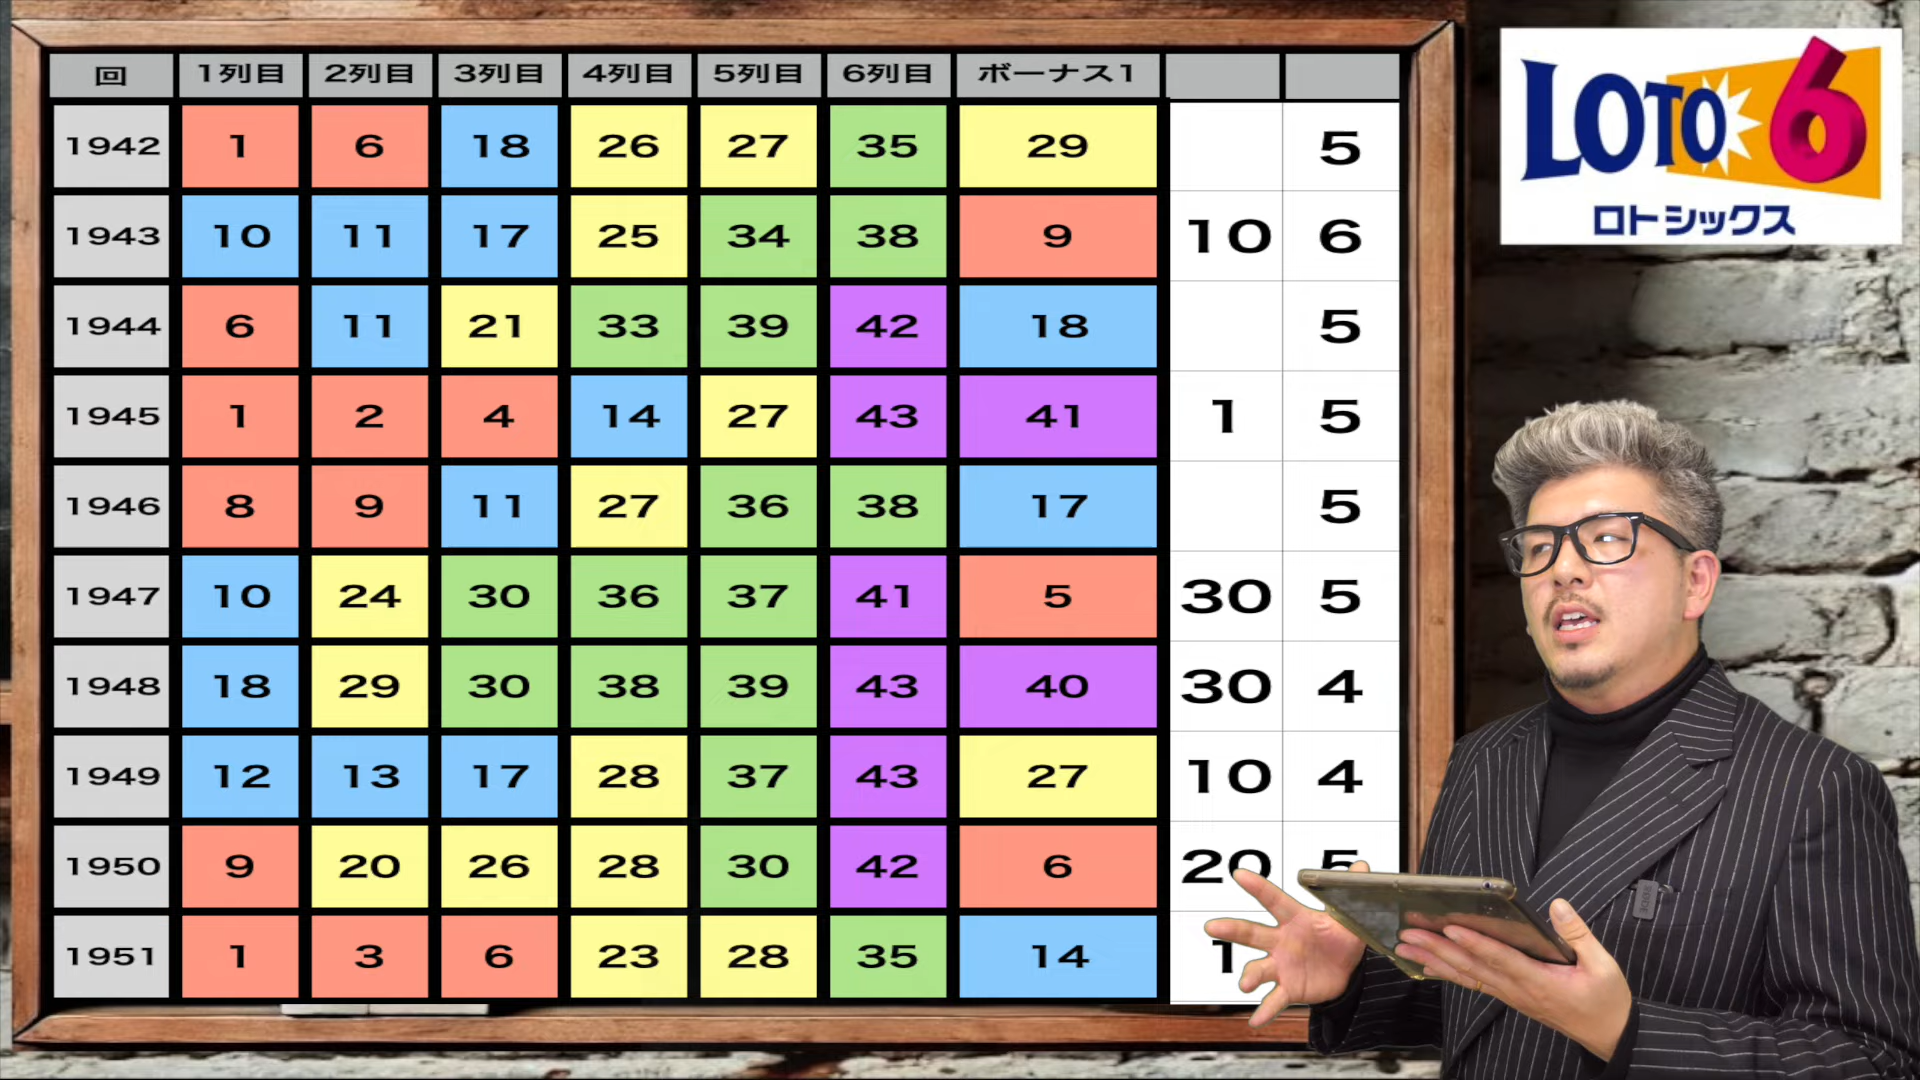 回 1列目 2列目 3列目 4列目 5列目 6列目 ボーナス1
1942 1 6 18 26 27 35 29 5
1943 10 11 17 25 34 38 9 10 6
1944 6 11 21 33 39 42 18 5
1945 1 2 4 14 27 43 41 1 5
1946 8 9 11 27 36 38 17 5
1947 10 24 30 36 37 41 5 30 5
1948 18 29 30 38 39 43 40 30 4
1949 12 13 17 28 37 43 27 10 4
1950 9 20 26 28 30 42 6 20 5
1951 1 3 6 23 28 35 14
LOTO 6
ロトシックス